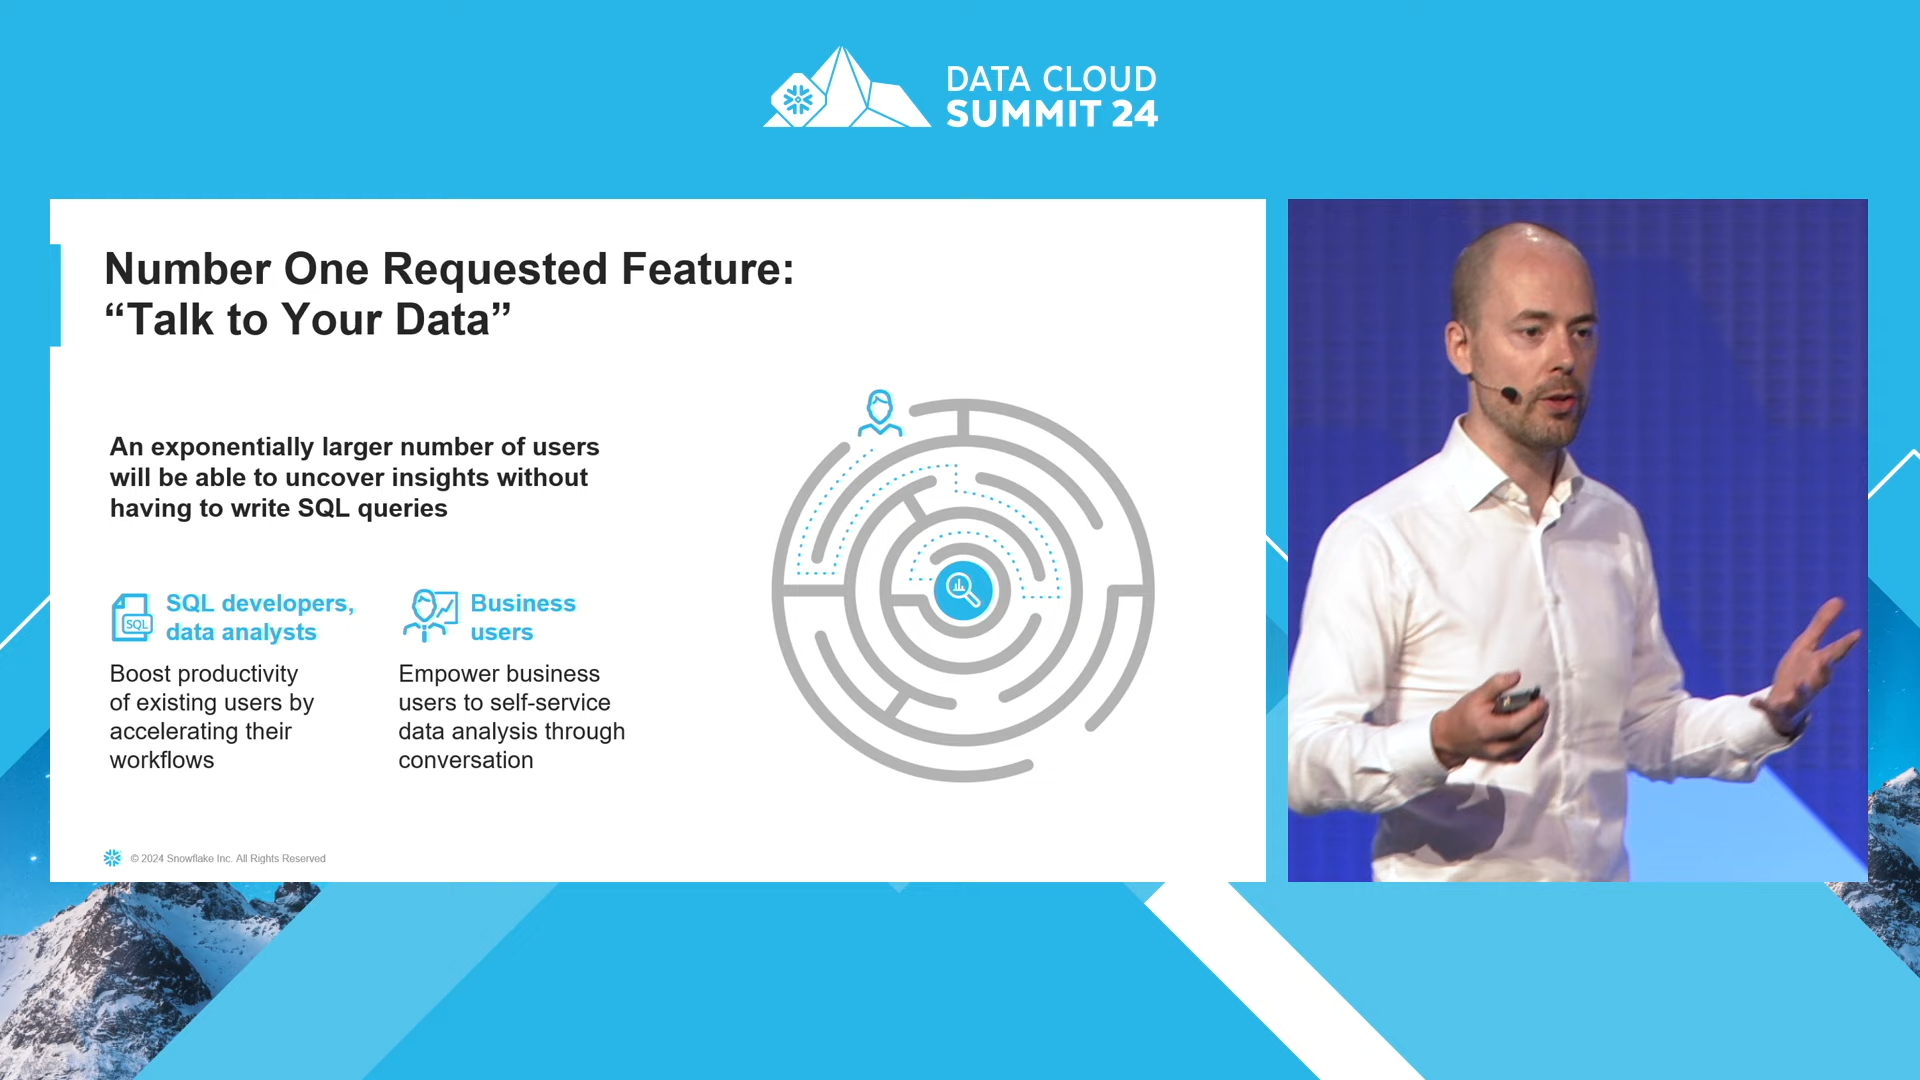 DATA CLOUD
SUMMIT 24
Number One Requested Feature:
“Talk to Your Data”
An exponentially larger number of users
will be able to uncover insights without
having to write SQL queries
SQL
SQL developers,
data analysts
Boost productivity
of existing users by
accelerating their
workflows
Business
users
Empower business
users to self-service
data analysis through
conversation
© 2024 Snowflake Inc. All Rights Reserved